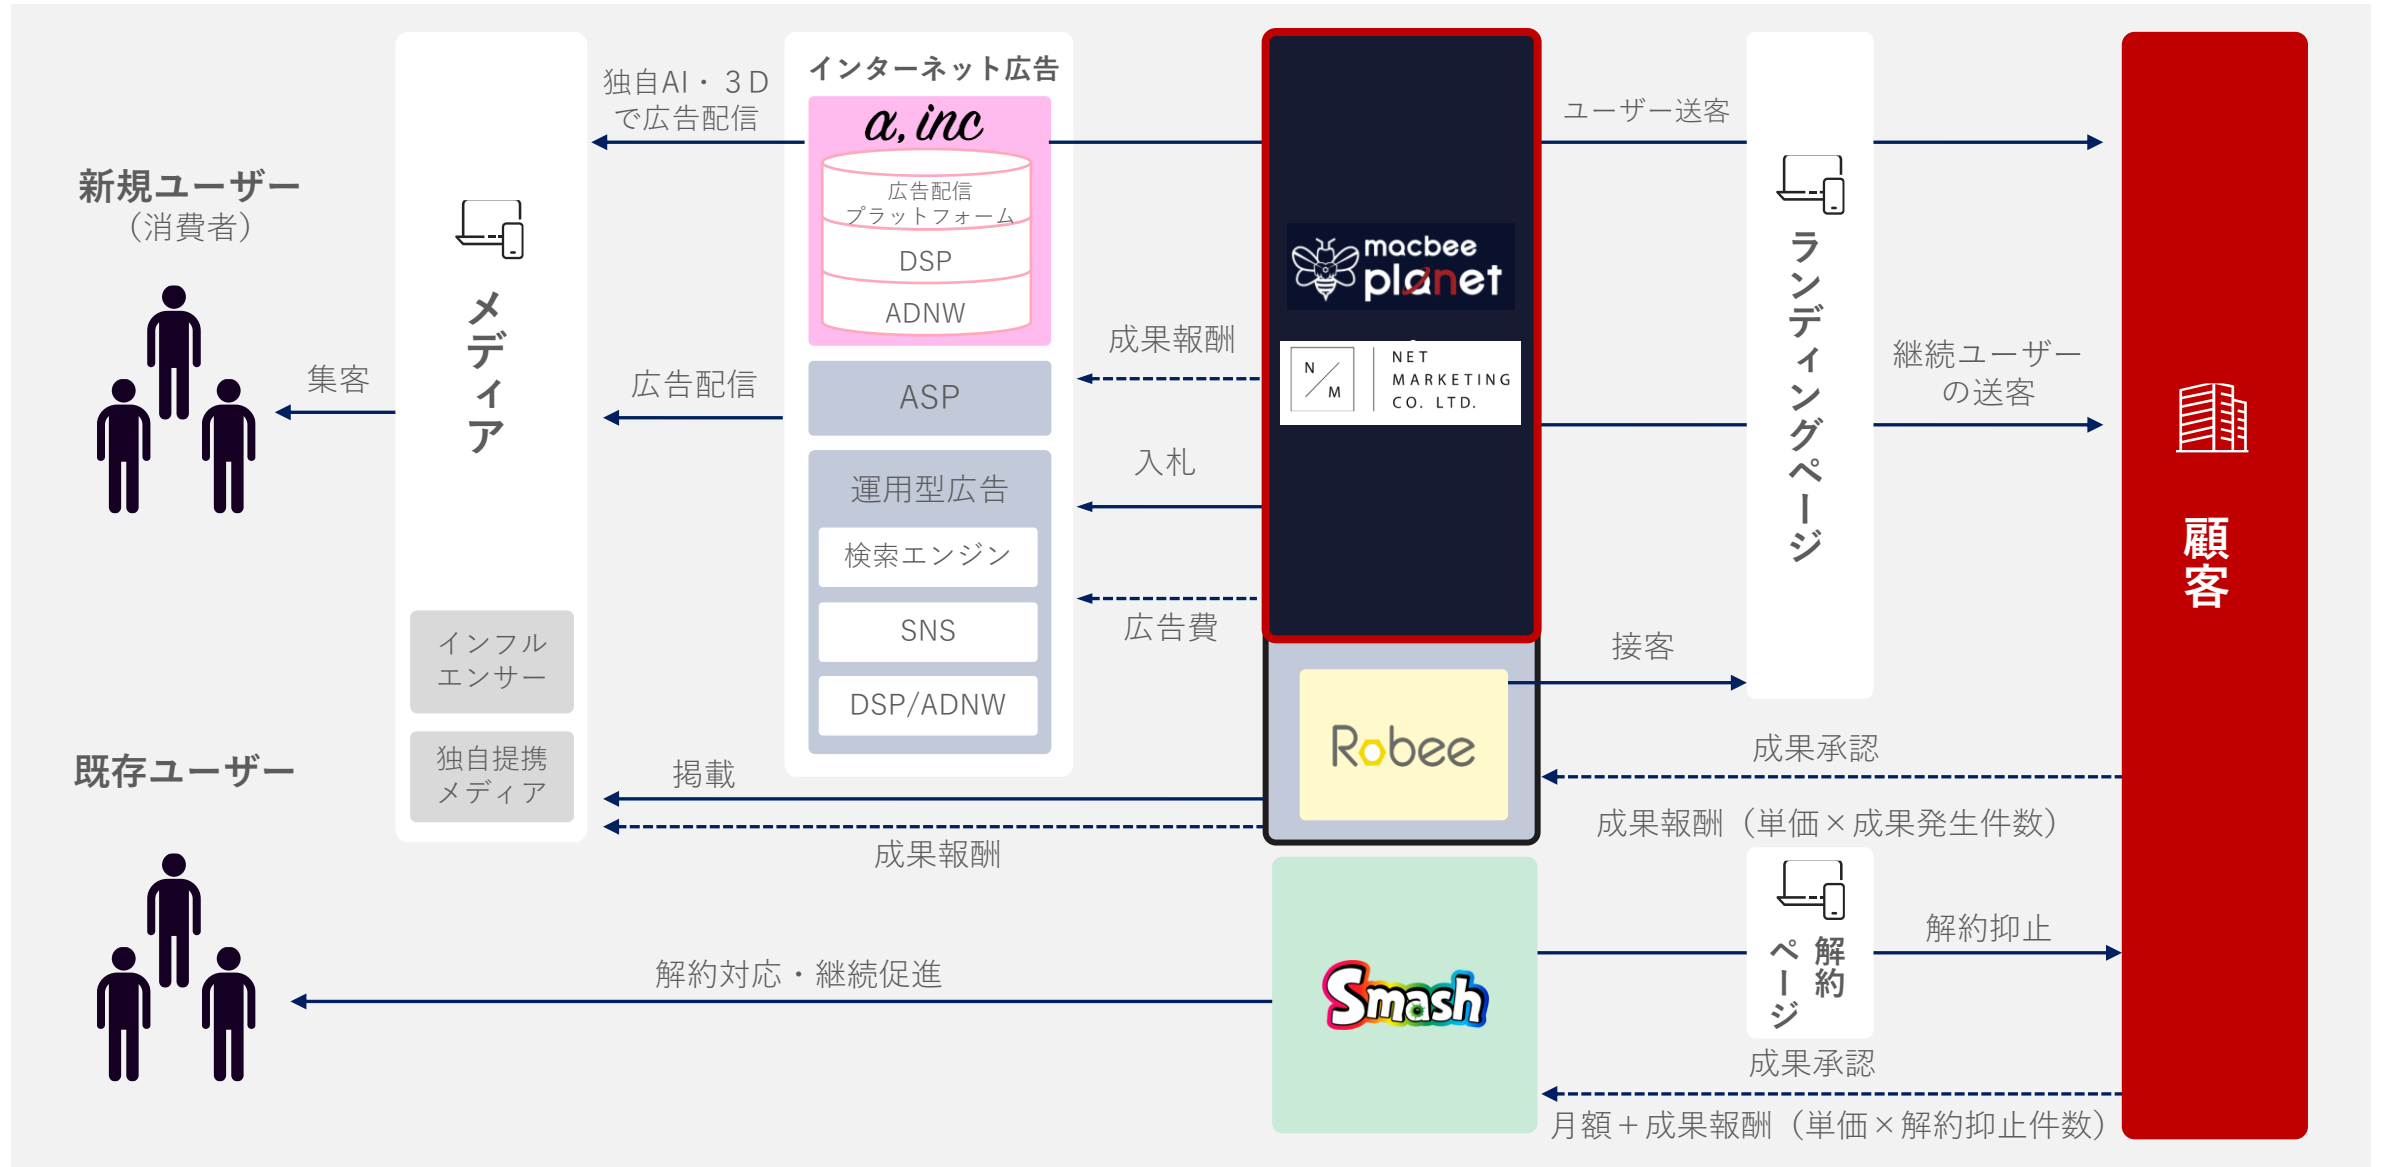 新規ユーザー
（消費者）
集客
既存ユーザー
メディア
インフル
エンサー
独自提携
メディア
独自AI・３D
で広告配信
広告配信
掲載
成果報酬
インターネット広告
α, inc
広告配信
プラットフォーム
DSP
ADNW
ASP
運用型広告
検索エンジン
SNS
DSP/ADNW
成果報酬
入札
広告費
macbee
planet
N
M
NET
MARKETING
CO. LTD.
Robee
ユーザー送客
接客
ランディングページ
継続ユーザー
の送客
成果承認
成果報酬（単価×成果発生件数）
顧客
解約対応・継続促進
Smash
解約
ページ
解約抑止
成果承認
月額＋成果報酬（単価×解約抑止件数）